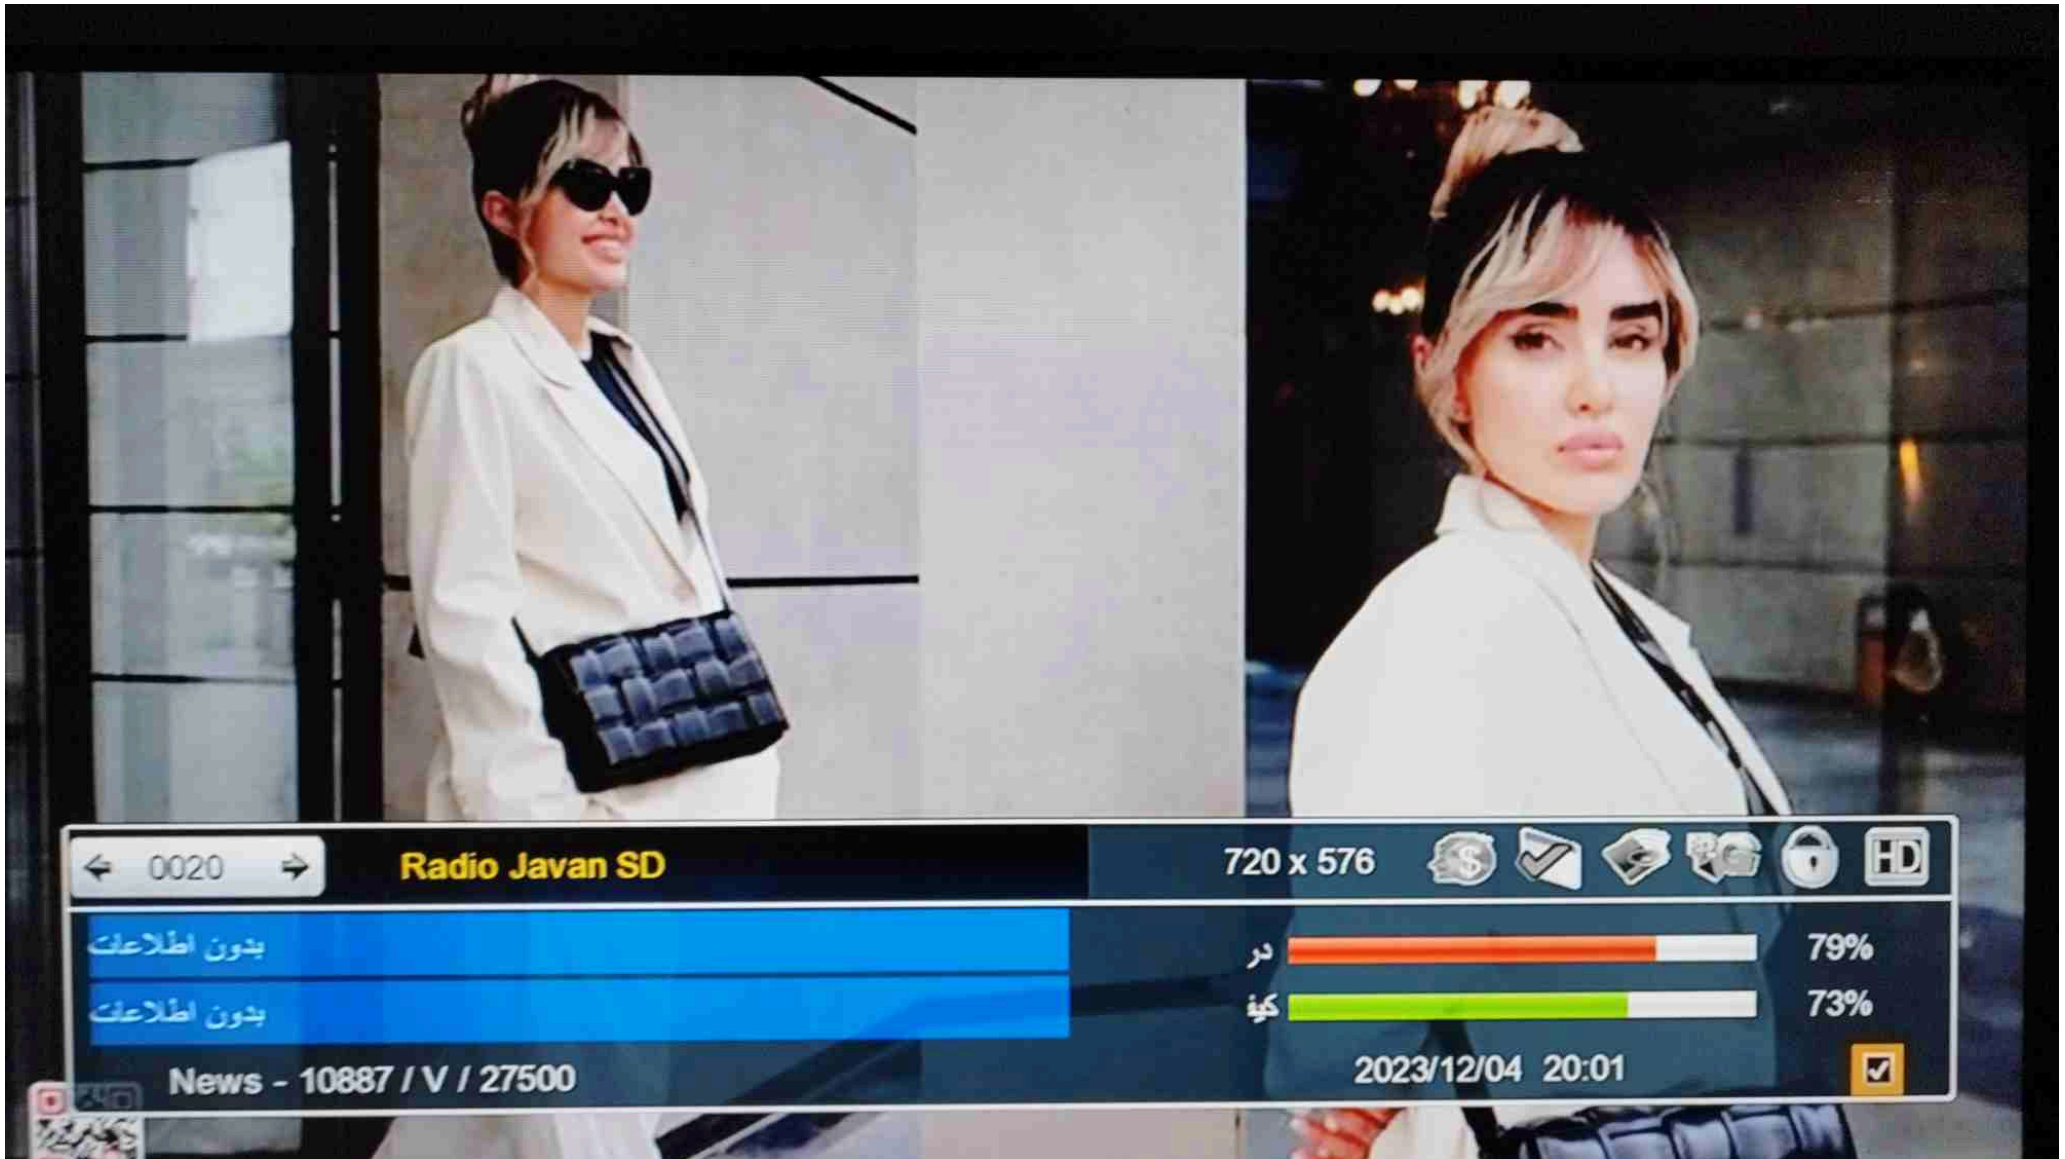 0020
Radio Javan SD
720 x 576
HD
بدون اطلاعات
در
79%
بدون اطلاعات
کیف
73%
News - 10887 / V / 27500
2023/12/04 20:01